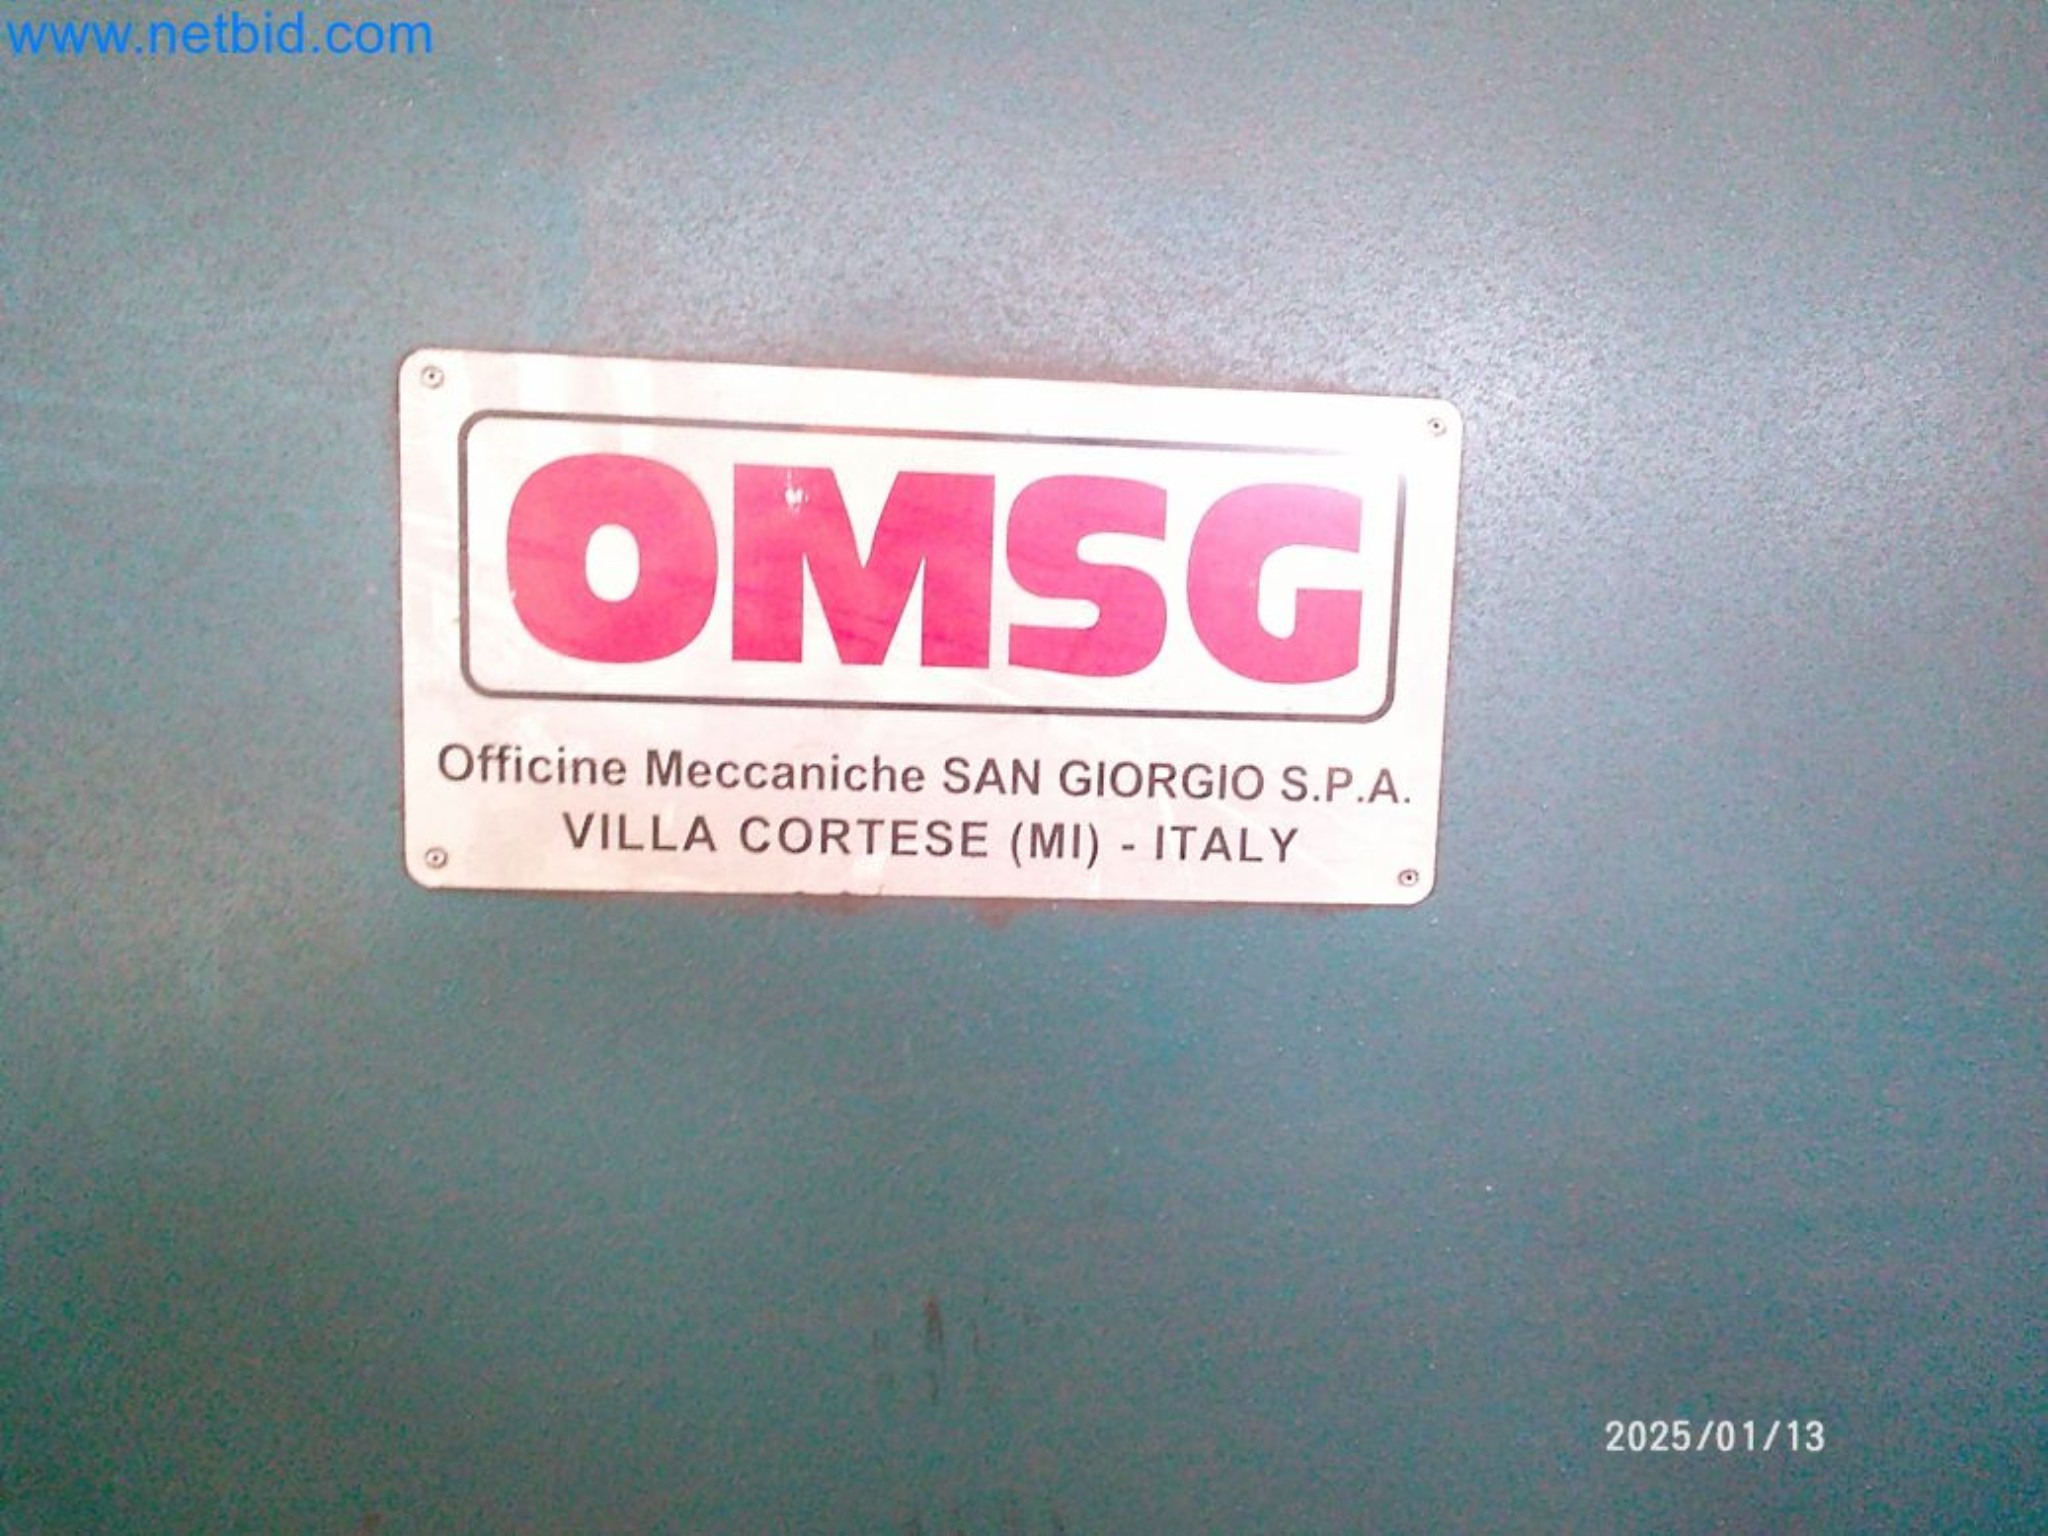 www.netbid.com
OMSG
Officine Meccaniche SAN GIORGIO S.P.A.
VILLA CORTESE (MI) - ITALY
2025/01/13